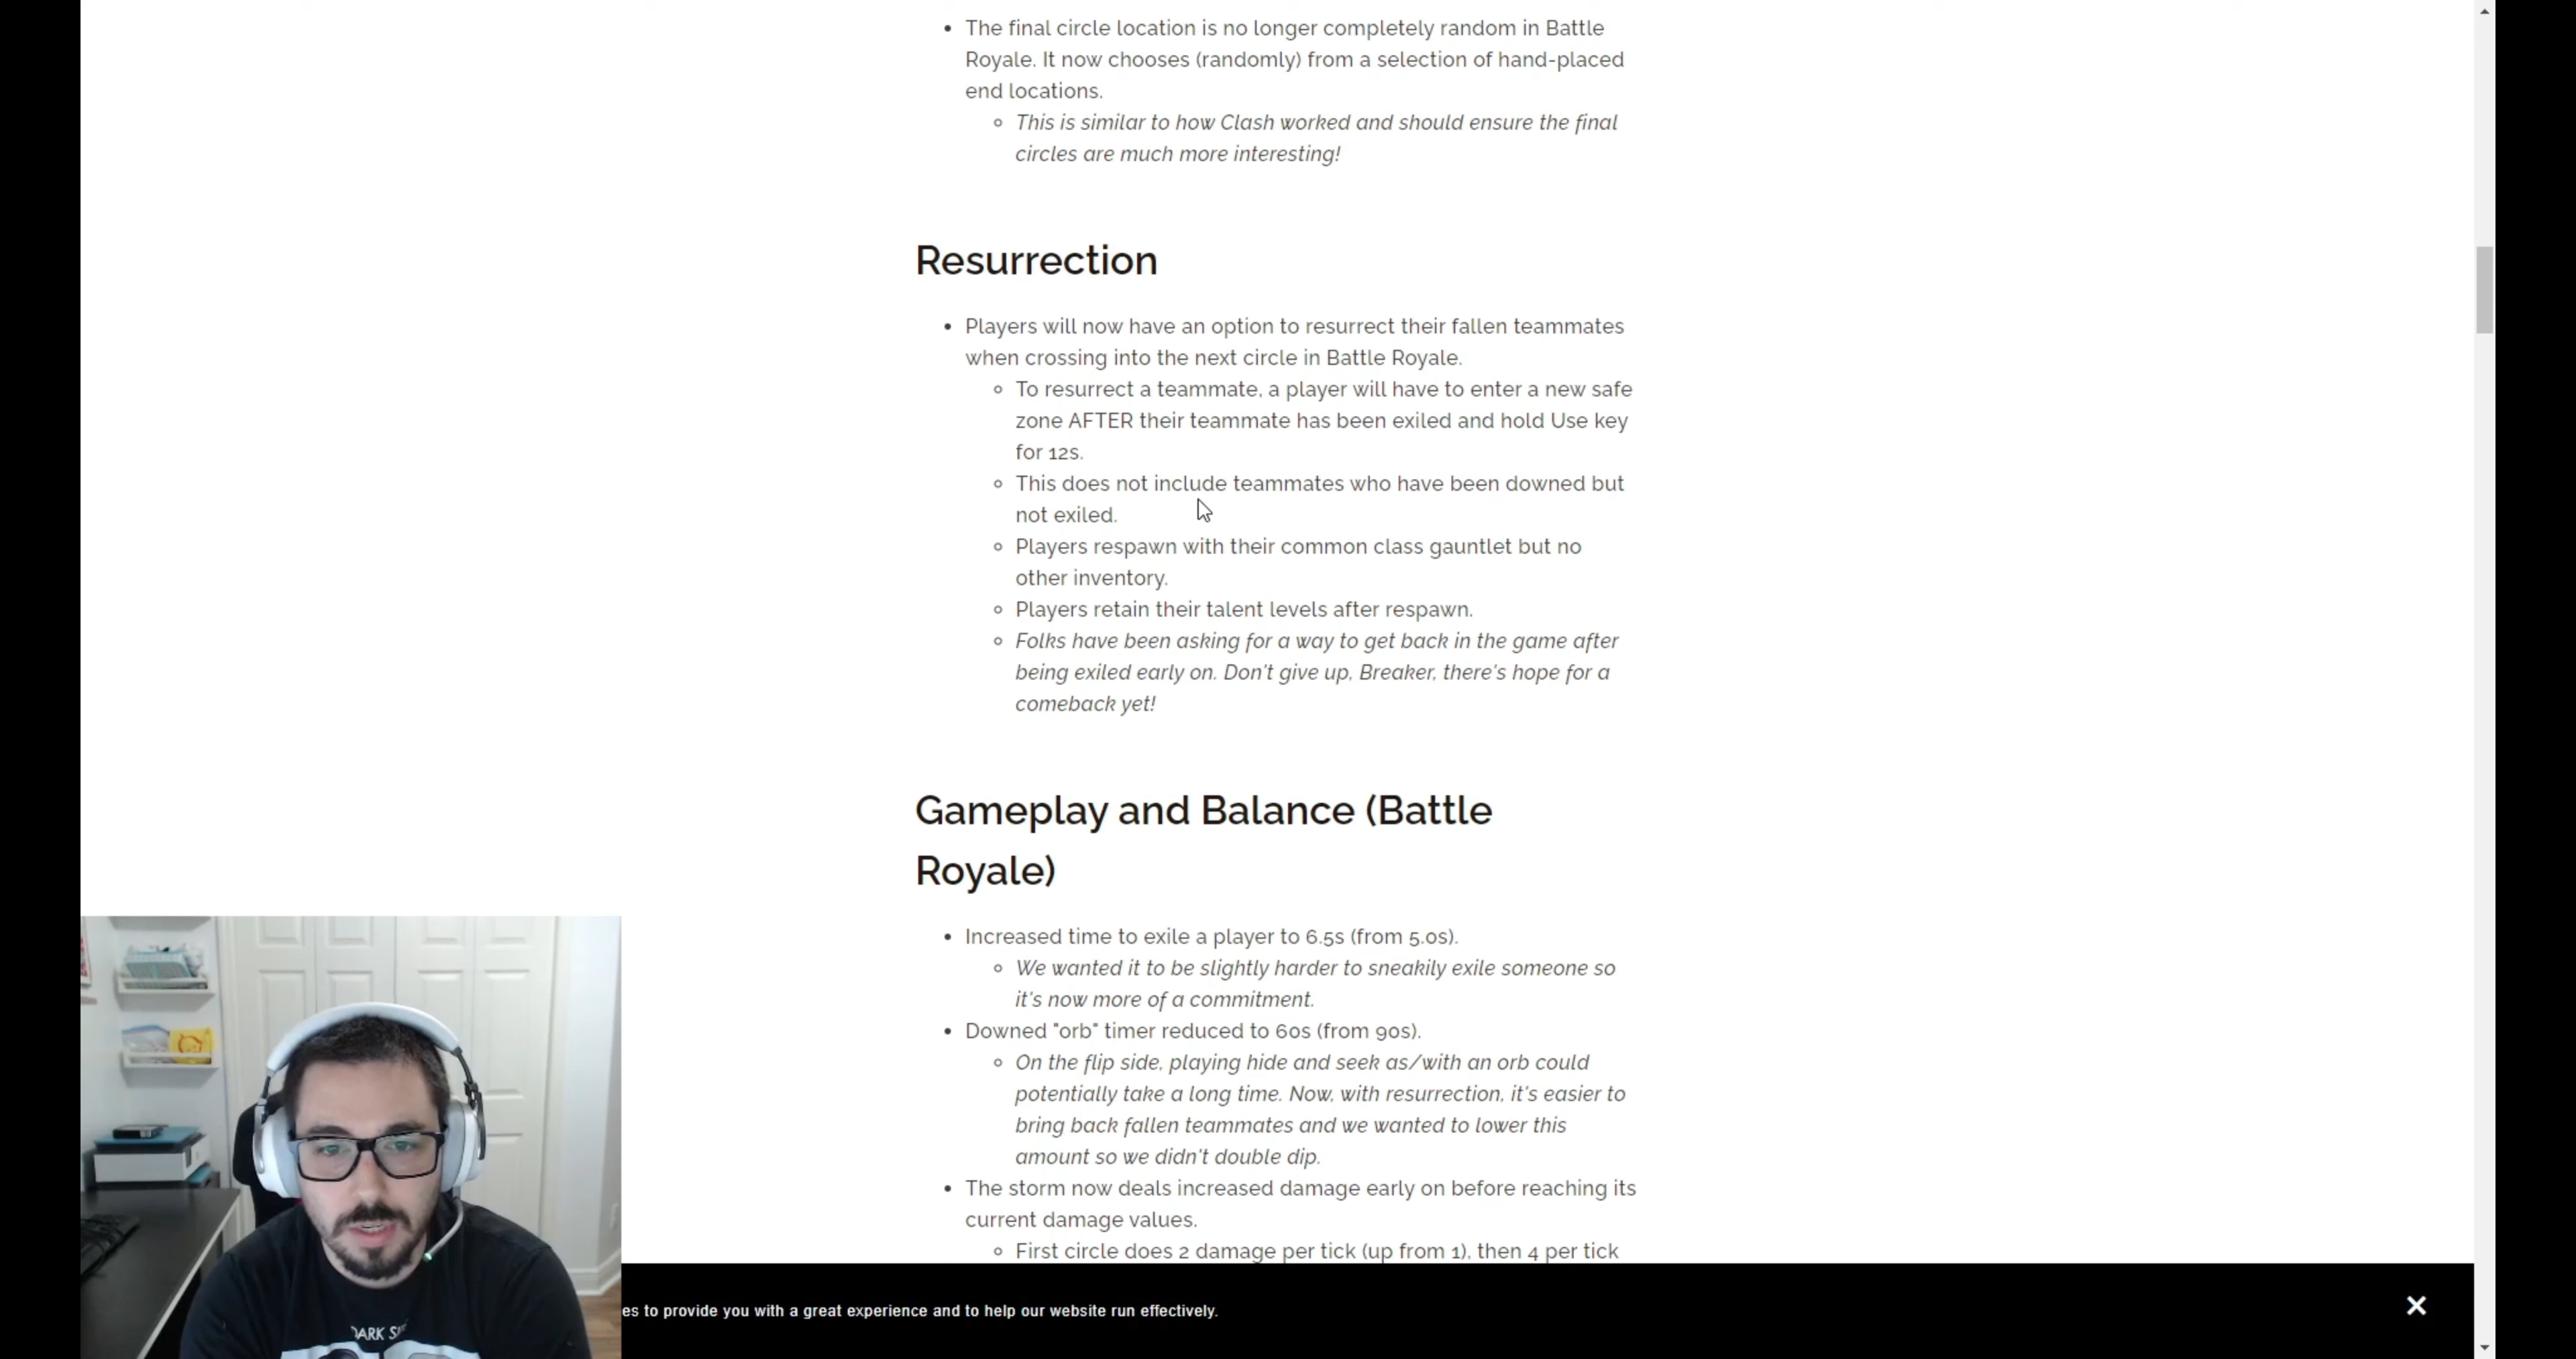 The final circle location is no longer completely random in Battle
Royale. It now chooses (randomly) from a selection of hand-placed
end locations.
This is similar to how Clash worked and should ensure the final
circles are much more interesting!
Resurrection
Players will now have an option to resurrect their fallen teammates
when crossing into the next circle in Battle Royale.
To resurrect a teammate, a player will have to enter a new safe
zone AFTER their teammate has been exiled and hold Use key
for 12s.
This does not include teammates who have been downed but
not exiled.
Players respawn with their common class gauntlet but no
other inventory.
Players retain their talent levels after respawn.
Folks have been asking for a way to get back in the game after
being exiled early on. Don't give up, Breaker, there's hope for a
comeback yet!
Gameplay and Balance (Battle
Royale)
Increased time to exile a player to 6.5s (from 5.0s).
We wanted it to be slightly harder to sneakily exile someone so
it's now more of a commitment.
Downed "orb" timer reduced to 60s (from 90s).
On the flip side, playing hide and seek as/with an orb could
potentially take a long time. Now, with resurrection, it's easier to
bring back fallen teammates and we wanted to lower this
amount so we didn't double dip.
The storm now deals increased damage early on before reaching its
current damage values.
First circle does 2 damage per tick (up from 1), then 4 per tick
es to provide you with a great experience and to help our website run effectively.
DARK